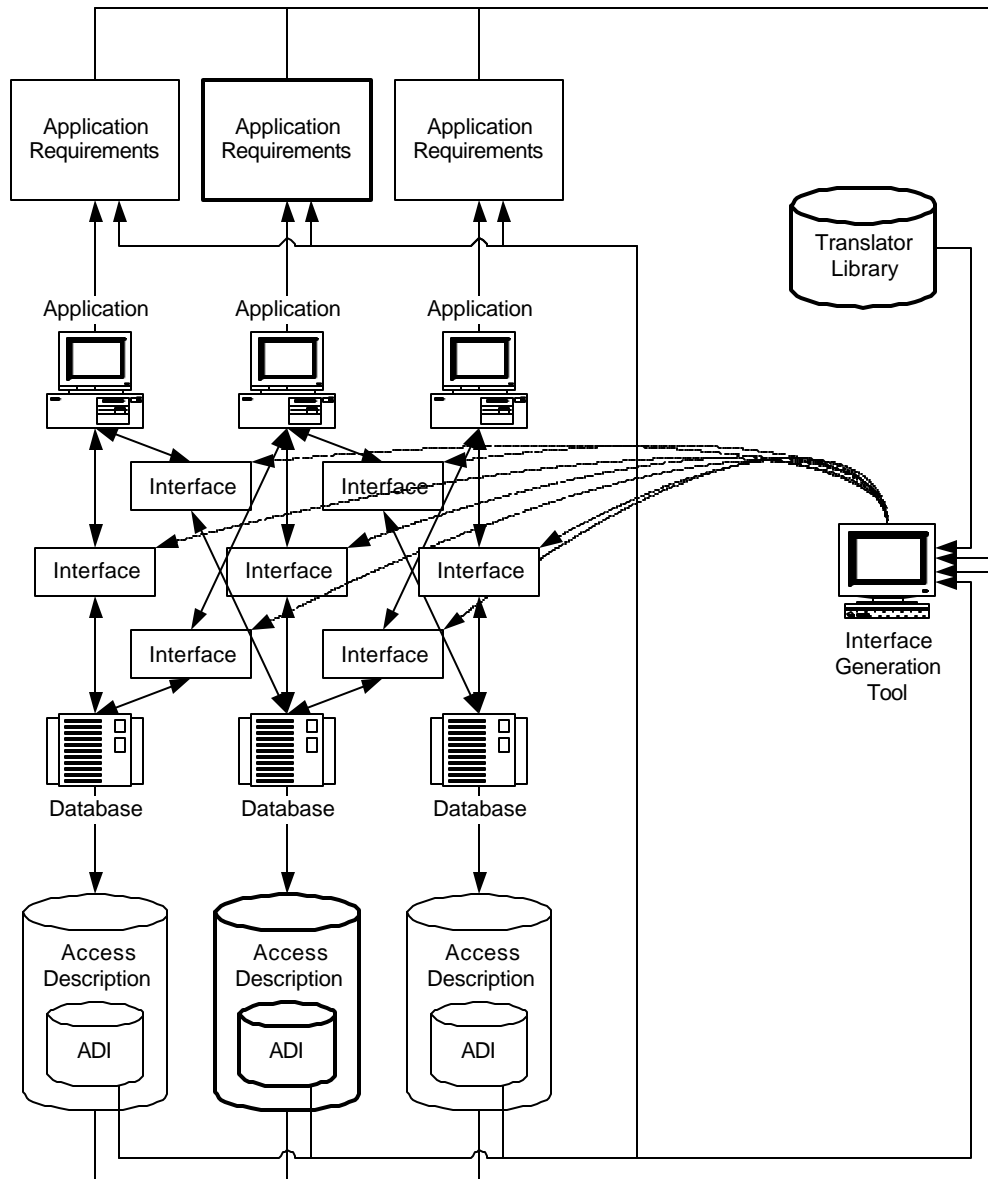 Application
Requirements
Application
Requirements
Application
Requirements
Translator
Library
Application
Application
Application
Interface
Interface
Interface
Interface
Interface
Interface
Interface
Interface
Generation
Tool
Database
Database
Database
Access
Description
ADI
Access
Description
ADI
Access
Description
ADI